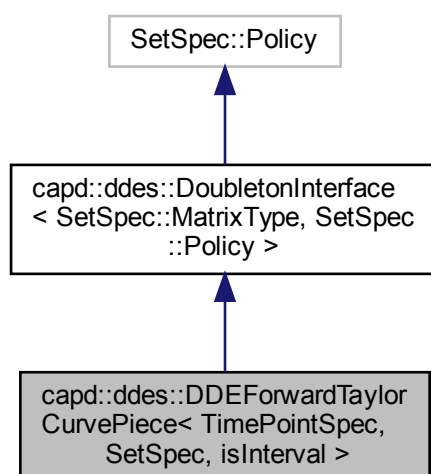 SetSpec::Policy
capd::ddes::DoubletonInterface
< SetSpec::MatrixType, SetSpec
::Policy >
capd::ddes::DDEForwardTaylor
CurvePiece< TimePointSpec,
SetSpec, isInterval >